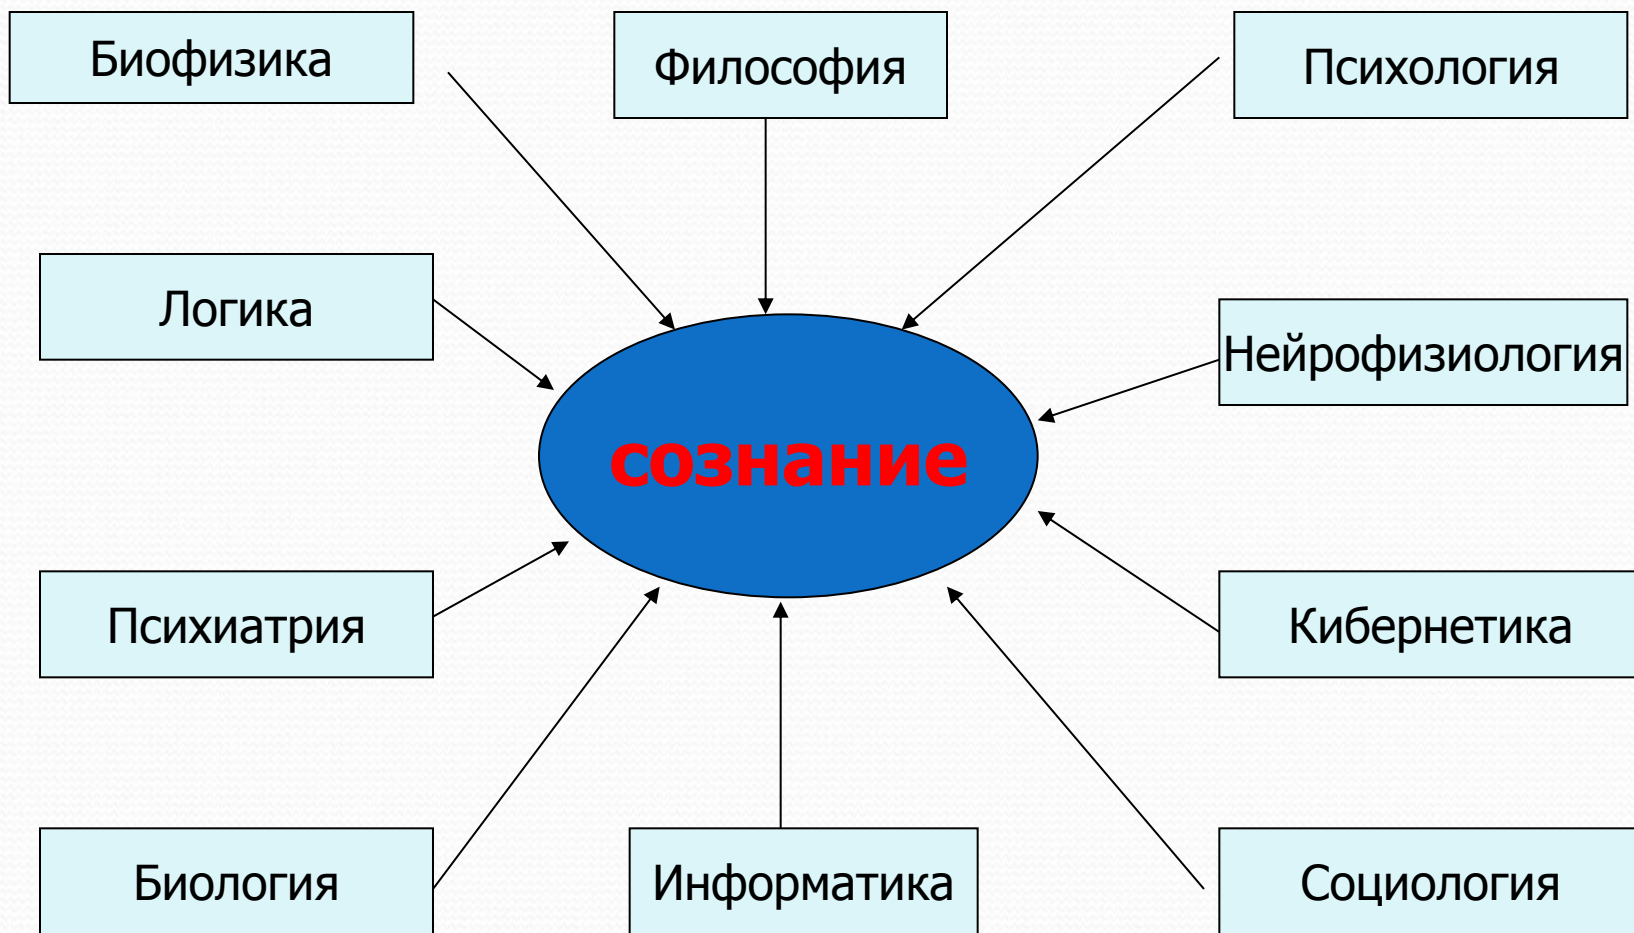 Биофизика
Философия
Психология
Логика
Нейрофизиология
сознание
Психиатрия
Кибернетика
Биология
Информатика
Социология